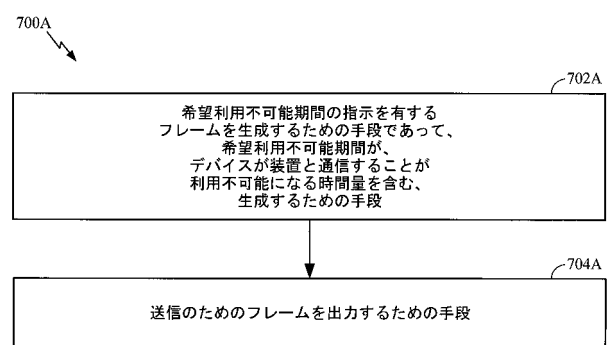 700A
702A
希望利用不可能期間の指示を有する
フレームを生成するための手段であって、
希望利用不可能期間が、
デバイスが装置と通信することが
利用不可能になる時間量を含む、
生成するための手段
704A
送信のためのフレームを出力するための手段